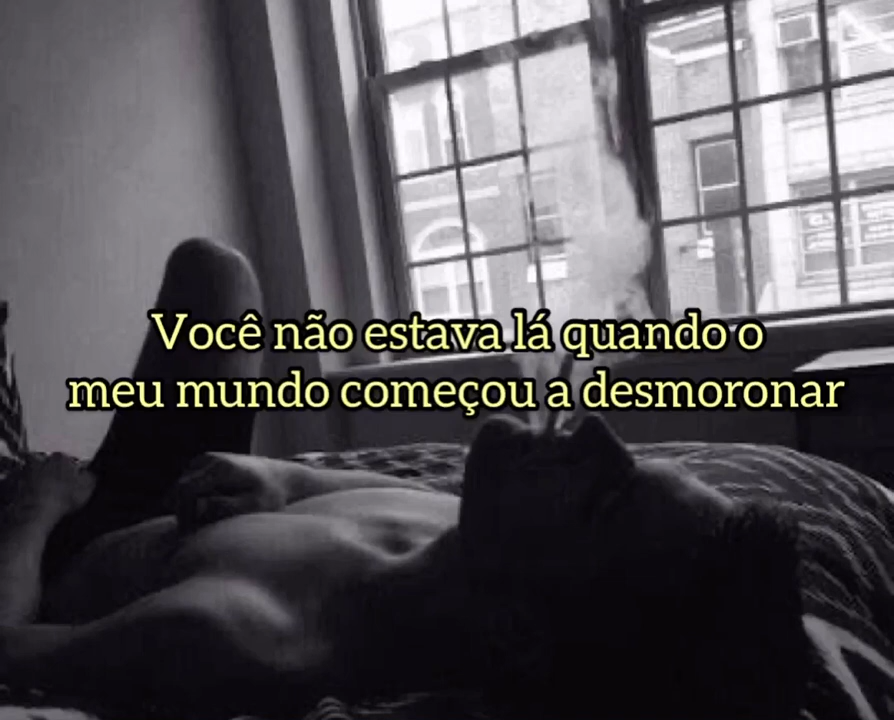 Você não estava lá quando o
meu mundo começou a desmoronar